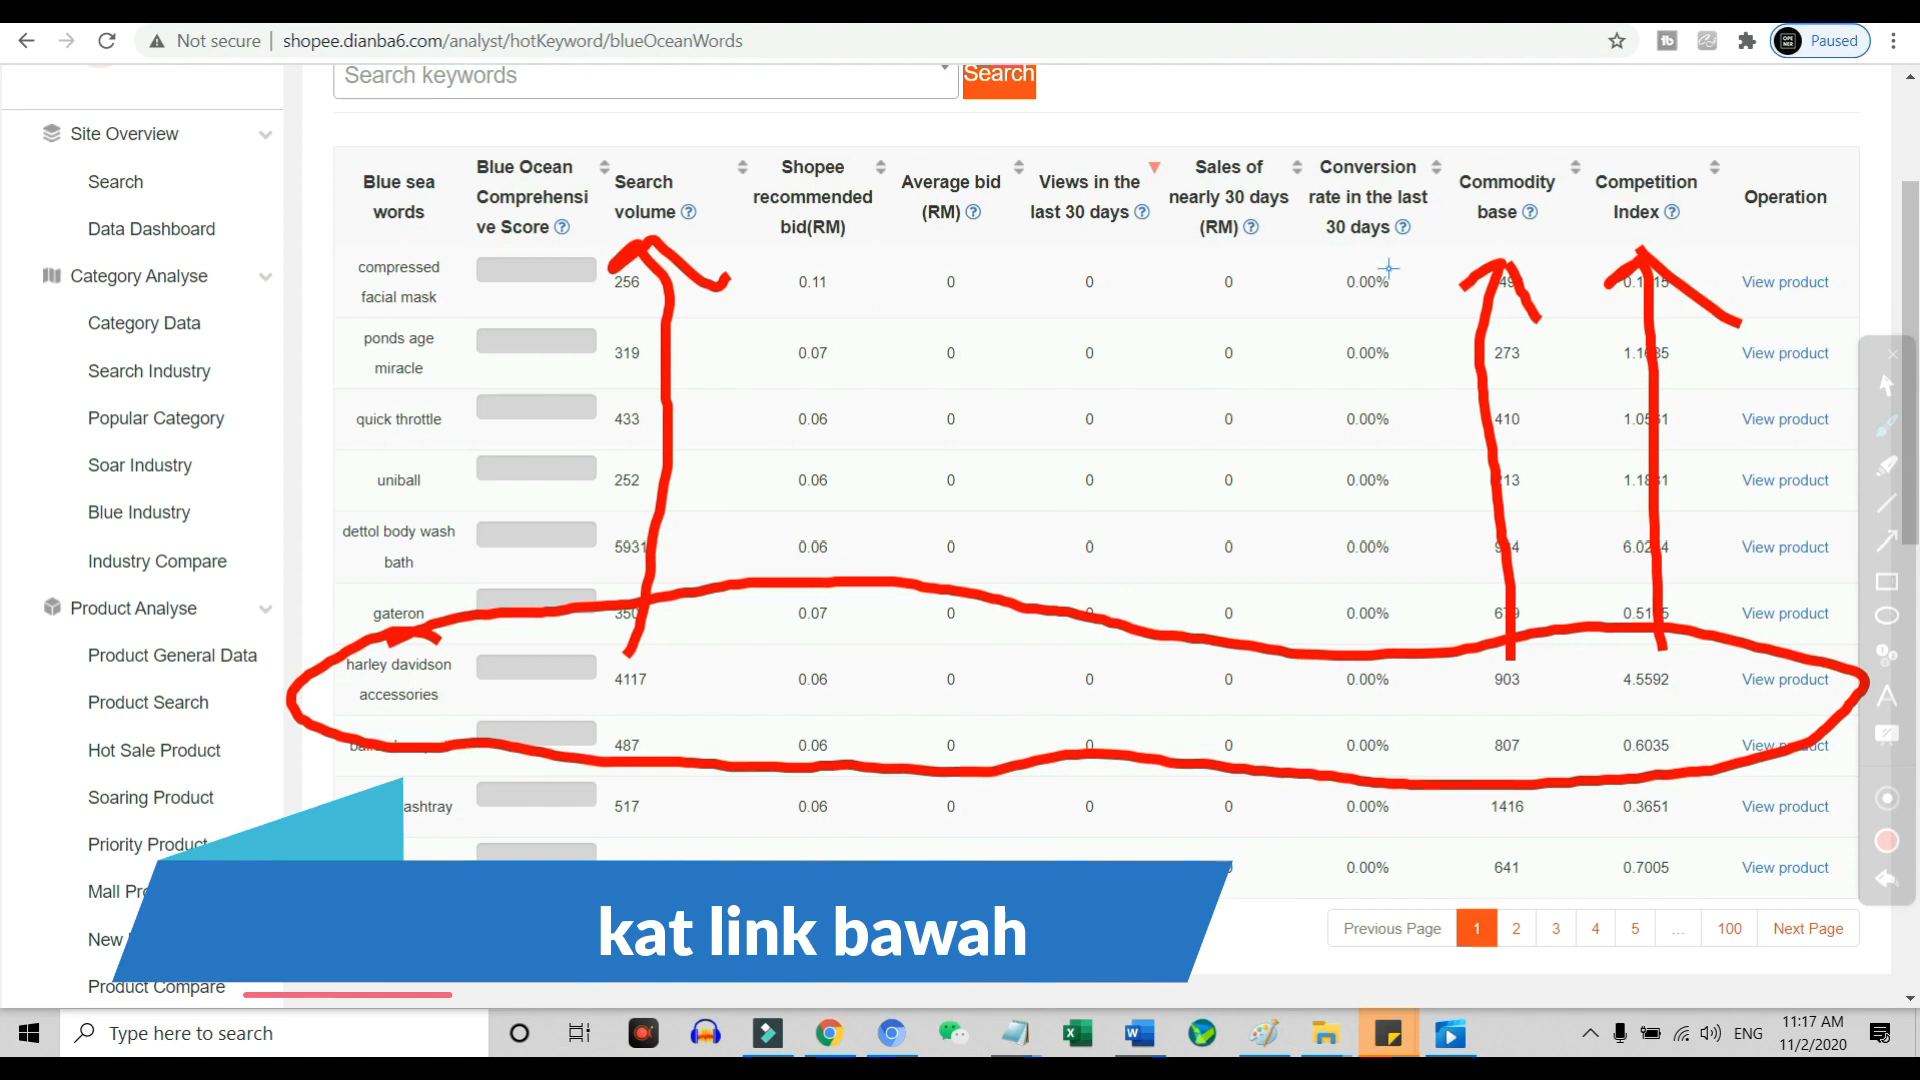 Not secure
shopee.dianba6.com/analyst/hotKeyword/blueOceanWords
Paused
Search keywords
Search
Site Overview
Search
Data Dashboard
Category Analyse
Category Data
Search Industry
Popular Category
Soar Industry
Blue Industry
Industry Compare
Product Analyse
Product General Data
Product Search
Hot Sale Product
Soaring Product
Priority Product
Mall
New
Product Compare
Blue sea words
Blue Ocean Comprehensive Score
Search volume
Shopee recommended bid(RM)
Average bid (RM)
Views in the last 30 days
Sales of nearly 30 days (RM)
Conversion rate in the last 30 days
Commodity base
Competition Index
Operation
compressed facial mask 256 0.11 0 0 0 0.00% View product
ponds age miracle 319 0.07 0 0 0 0.00% 273 View product
quick throttle 433 0.06 0 0 0 0.00% 410 View product
uniball 252 0.06 0 0 0 0.00% View product
dettol body wash bath 5931 0.06 0 0 0 0.00% View product
gateron 0.07 0 0 0 0.00% View product
harley davidson accessories 4117 0.06 0 0 0 0.00% 903 4.5592 View product
487 0.06 0 0 0 0.00% 807 0.6035 View product
ashtray 517 0.06 0 0 0 0.00% 1416 0.3651 View product
0.00% 641 0.7005 View product
Previous Page 1 2 3 4 5 ... 100 Next Page
kat link bawah
Type here to search
ENG
11:17 AM
11/2/2020